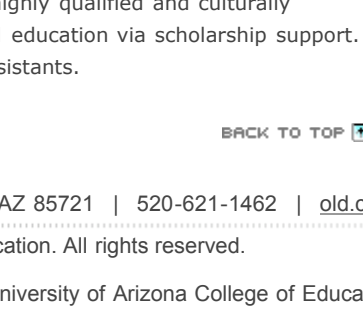 highly qualified and culturally
education via scholarship support.
sistants.
BACK TO TOP
AZ 85721 | 520-621-1462 | old.c
cation. All rights reserved.
niversity of Arizona College of Educa